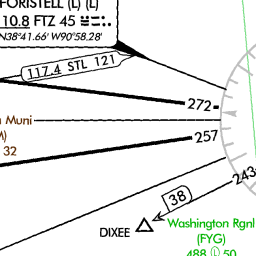 FORISTELL (L) (L)
110.8 FTZ 45
N38°41.66' W90°58.28'
117.4 STL 121
272
Muni
257
32
243
38
DIXEE
Washington Rgnl
(FYG)
488 Ⓛ 50